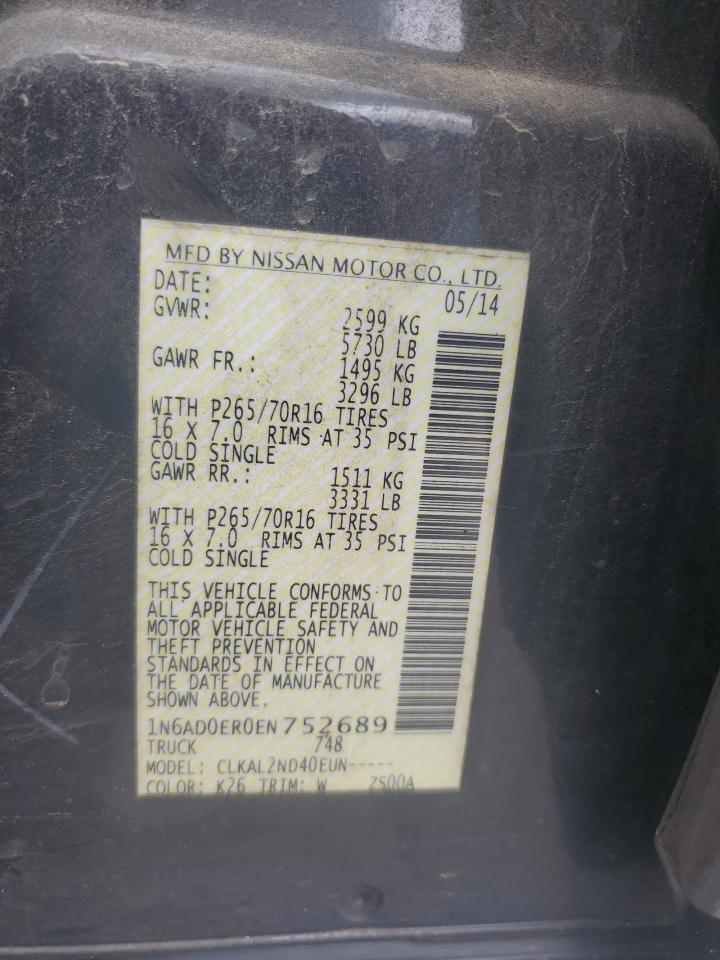 MFD BY NISSAN MOTOR CO., LTD.
DATE: 05/14
GVWR: 2599 KG
5730 LB
GAWR FR.: 1495 KG
3296 LB
WITH P265/70R16 TIRES
16 X 7.0 RIMS AT 35 PSI
COLD SINGLE
GAWR RR.: 1511 KG
3331 LB
WITH P265/70R16 TIRES
16 X 7.0 RIMS AT 35 PSI
COLD SINGLE
THIS VEHICLE CONFORMS TO
ALL APPLICABLE FEDERAL
MOTOR VEHICLE SAFETY AND
THEFT PREVENTION
STANDARDS IN EFFECT ON
THE DATE OF MANUFACTURE
SHOWN ABOVE.
1N6AD0ER0EN752689
TRUCK 748
MODEL: CLKAL2ND40EUN-----
COLOR: K26 TRIM: W ZS00A